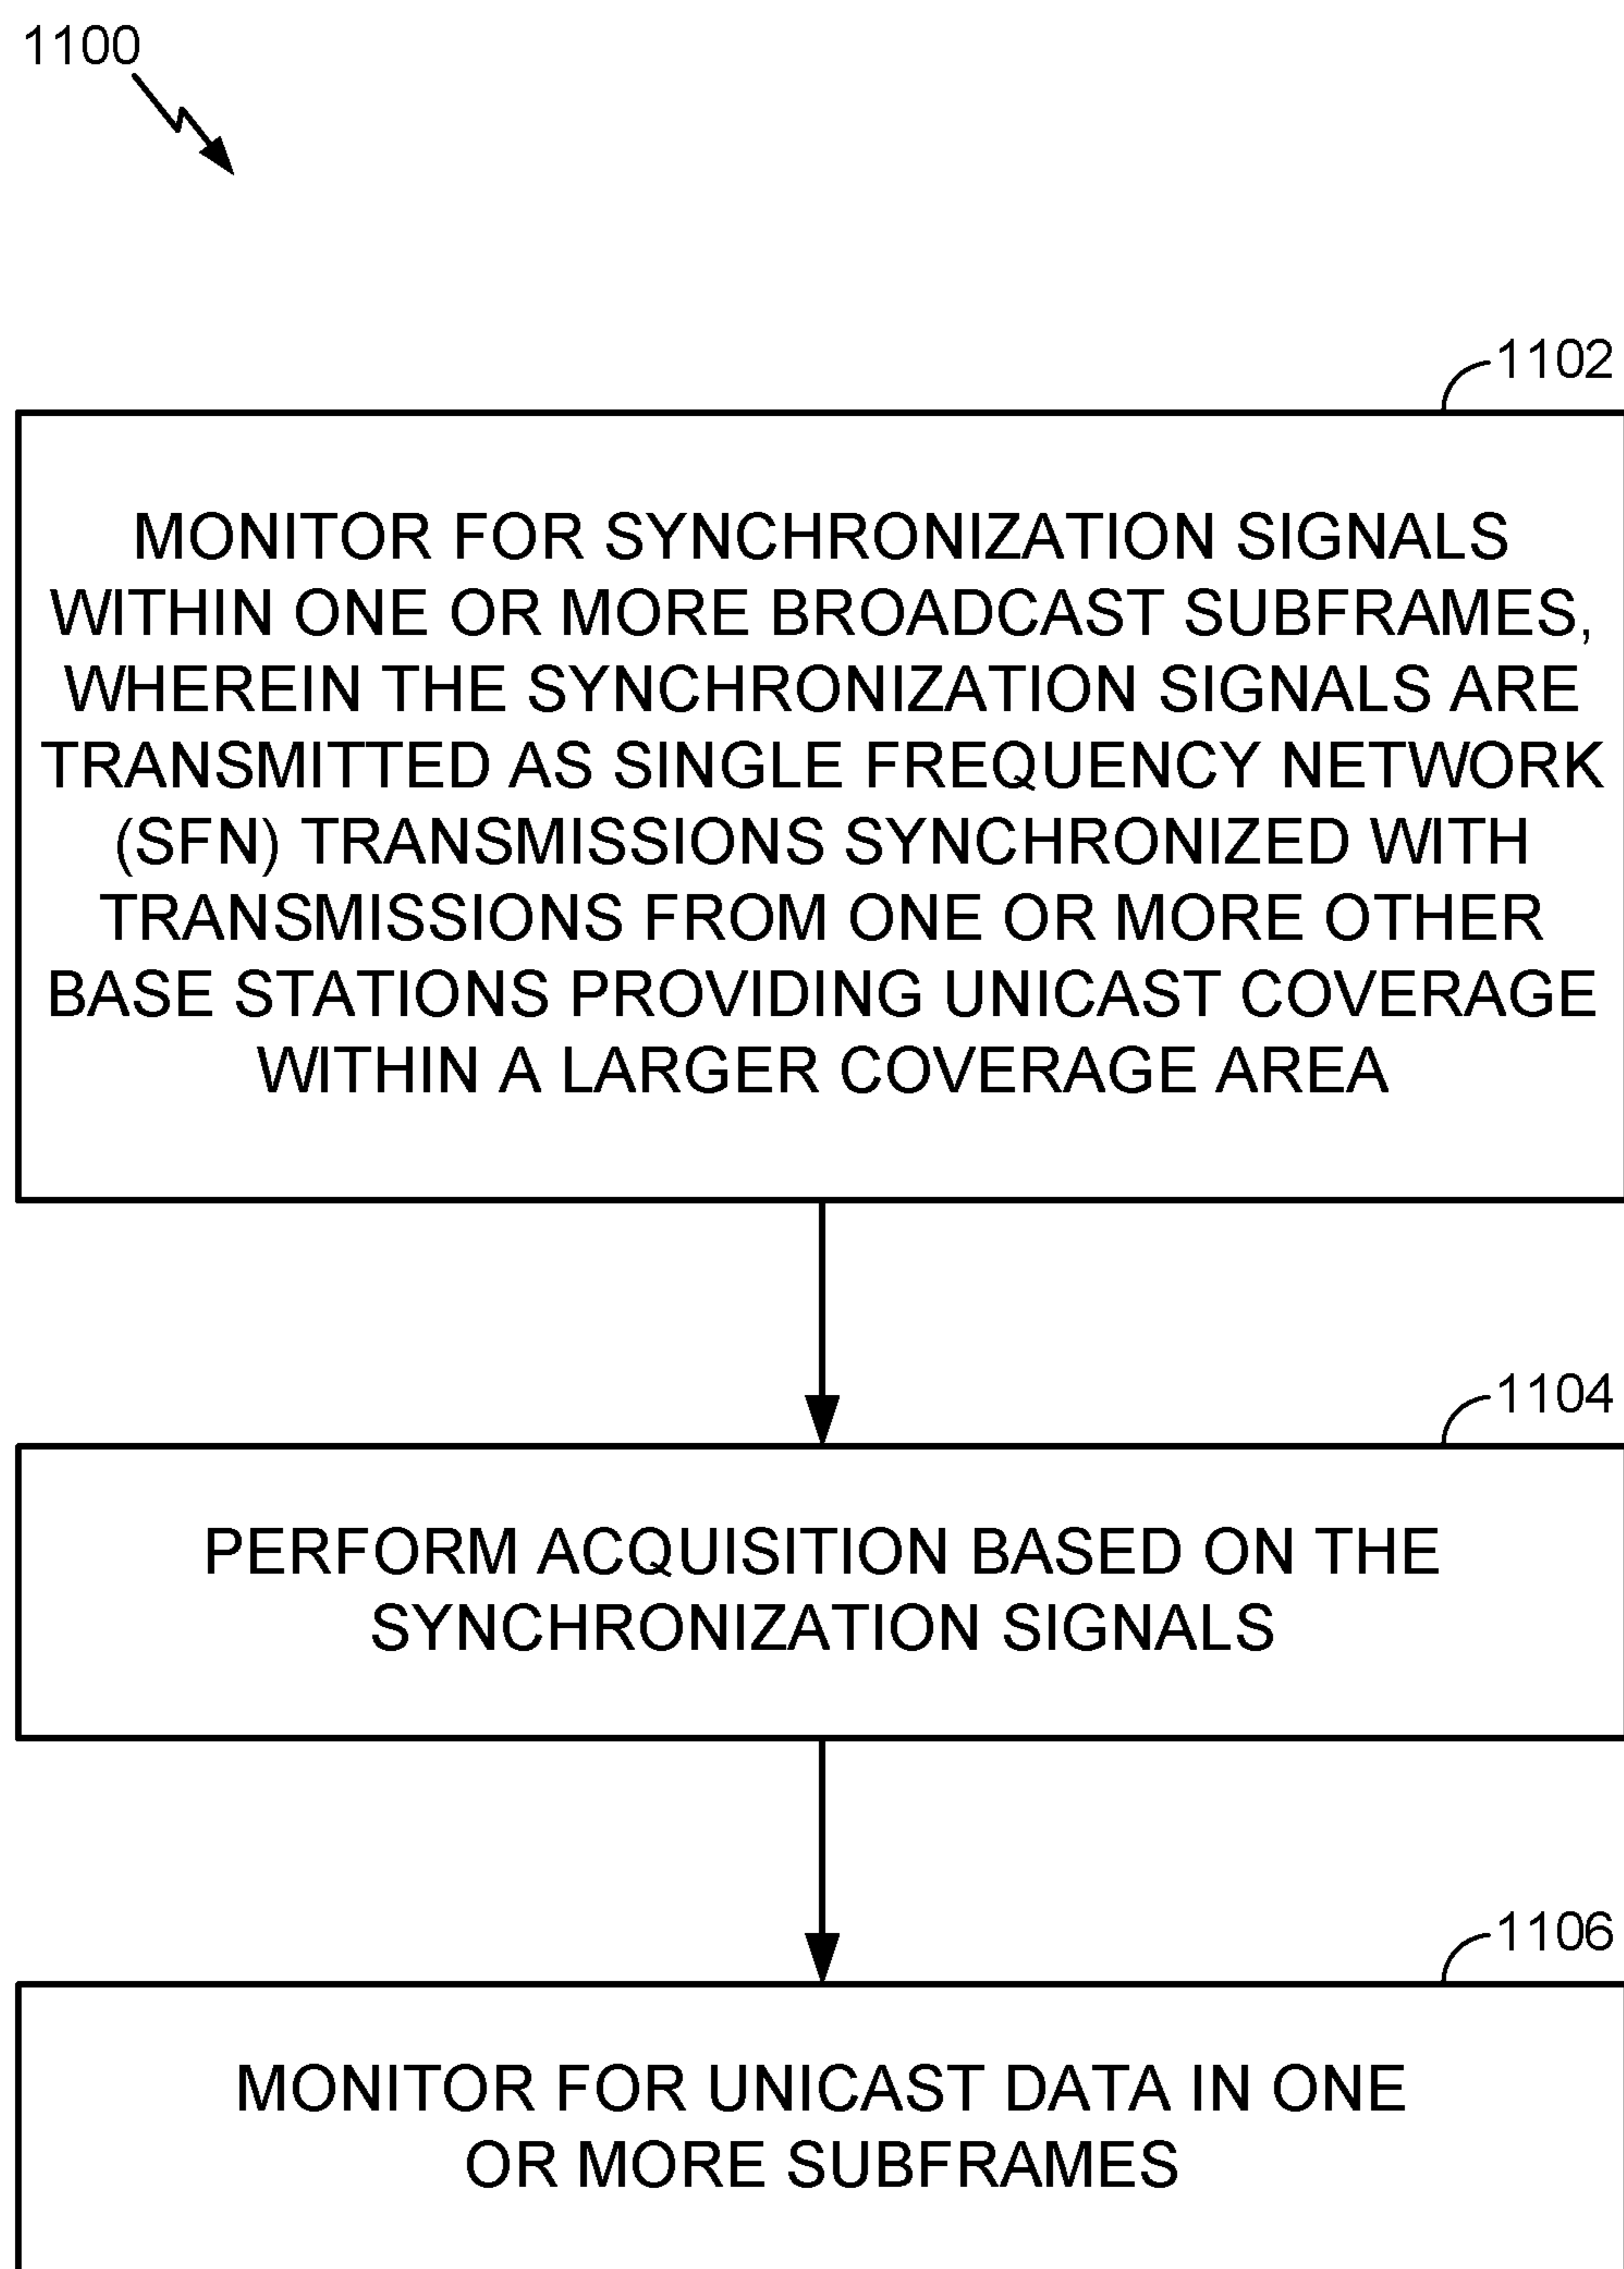 1100
1102
MONITOR FOR SYNCHRONIZATION SIGNALS
WITHIN ONE OR MORE BROADCAST SUBFRAMES,
WHEREIN THE SYNCHRONIZATION SIGNALS ARE
TRANSMITTED AS SINGLE FREQUENCY NETWORK
(SFN) TRANSMISSIONS SYNCHRONIZED WITH
TRANSMISSIONS FROM ONE OR MORE OTHER
BASE STATIONS PROVIDING UNICAST COVERAGE
WITHIN A LARGER COVERAGE AREA
1104
PERFORM ACQUISITION BASED ON THE
SYNCHRONIZATION SIGNALS
1106
MONITOR FOR UNICAST DATA IN ONE
OR MORE SUBFRAMES